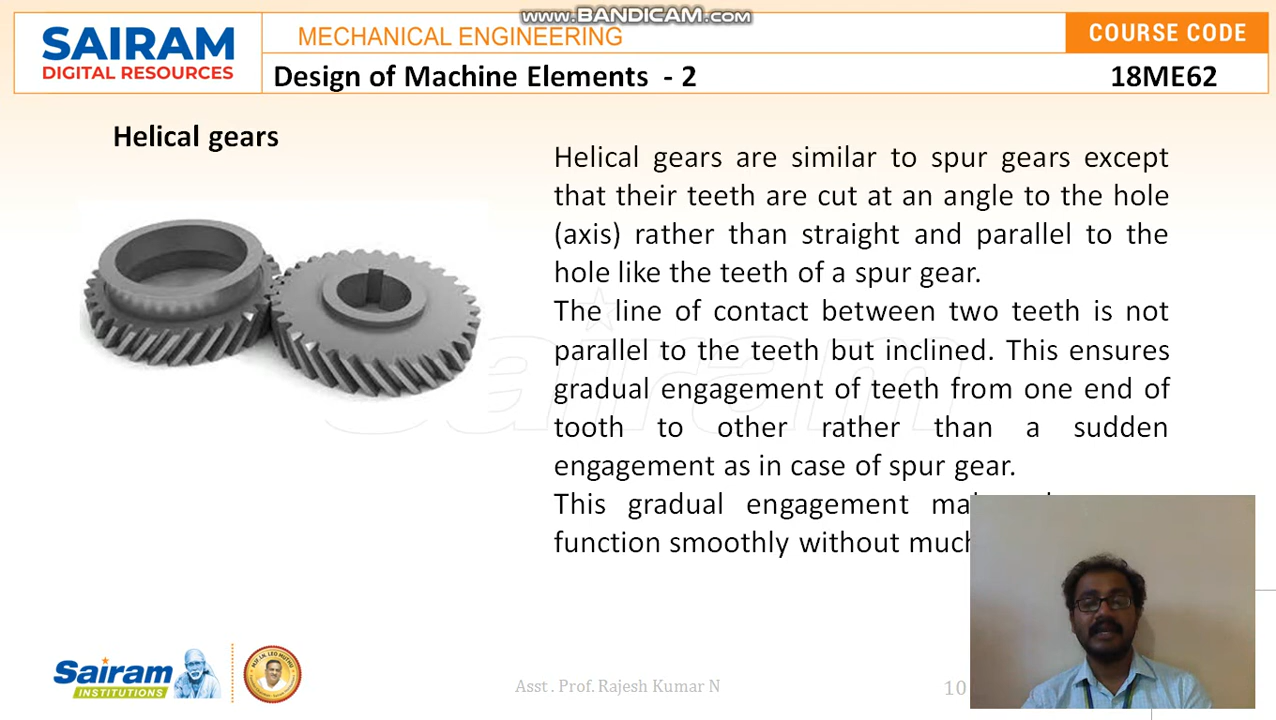 www.BANDICAM.com
SAIRAM
DIGITAL RESOURCES
MECHANICAL ENGINEERING
COURSE CODE
Design of Machine Elements - 2
18ME62
Helical gears
Helical gears are similar to spur gears except
that their teeth are cut at an angle to the hole
(axis) rather than straight and parallel to the
hole like the teeth of a spur gear.
The line of contact between two teeth is not
parallel to the teeth but inclined. This ensures
gradual engagement of teeth from one end of
tooth to other rather than a sudden
engagement as in case of spur gear.
This gradual engagement
function smoothly without much
Sairam
Sairam
INSTITUTIONS
MJF. LN. LEO MUTHU
Asst . Prof. Rajesh Kumar N
10